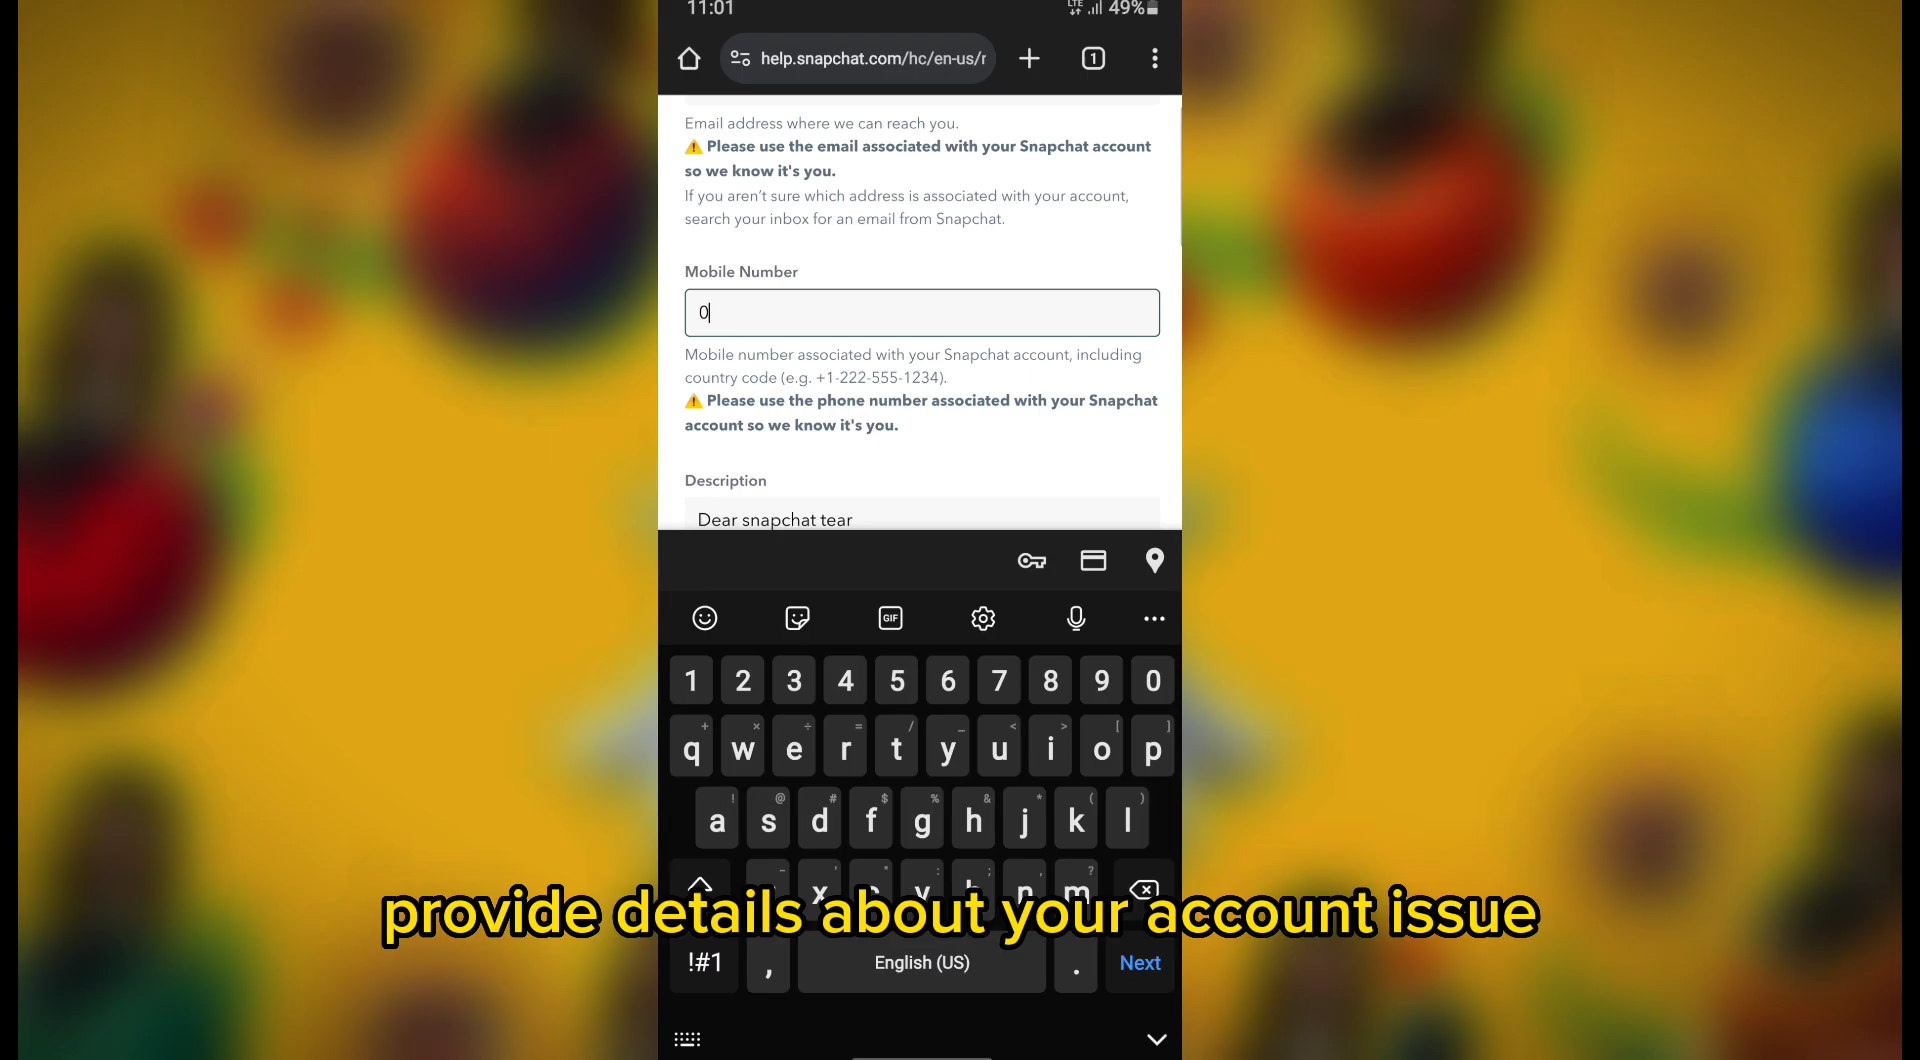 11:01 LTE 49%
help.snapchat.com/hc/en-us/r 1
Email address where we can reach you.
⚠ Please use the email associated with your Snapchat account
so we know it's you.
If you aren't sure which address is associated with your account,
search your inbox for an email from Snapchat.
Mobile Number
0
Mobile number associated with your Snapchat account, including
country code (e.g. +1-222-555-1234).
⚠ Please use the phone number associated with your Snapchat
account so we know it's you.
Description
Dear snapchat tear
GIF
1 2 3 4 5 6 7 8 9 0
+ × ÷ = / _ < > [ ]
q w e r t y u i o p
! @ # $ % & * ( )
a s d f g h j k l
- ' " : ; , ?
x v n m
provide details about your account issue
!#1 , English (US) . Next